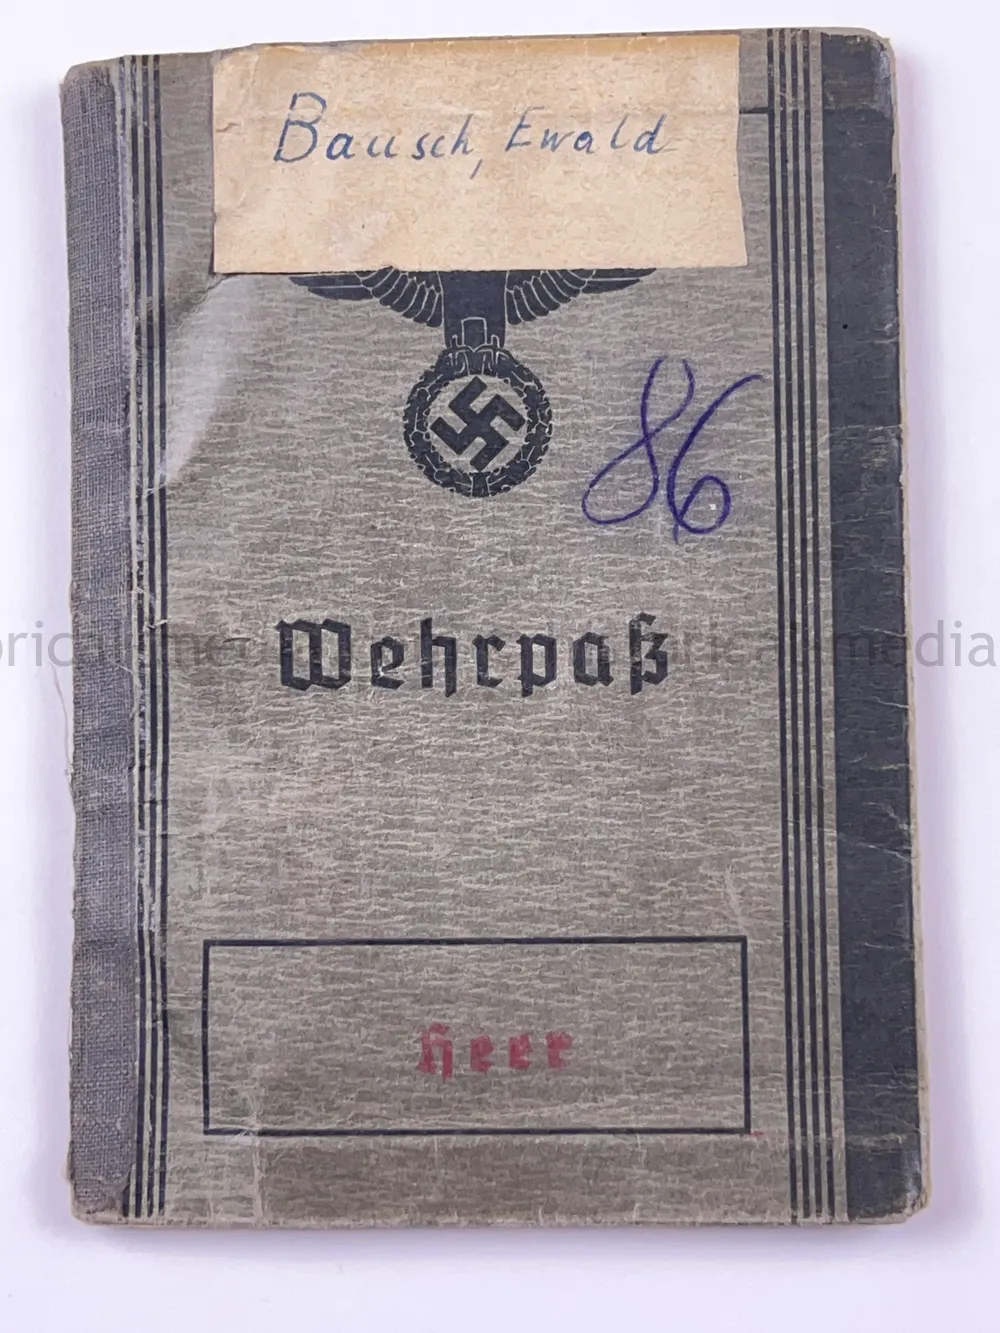 Bausch, Ewald
86
Wehrpaß
Heer